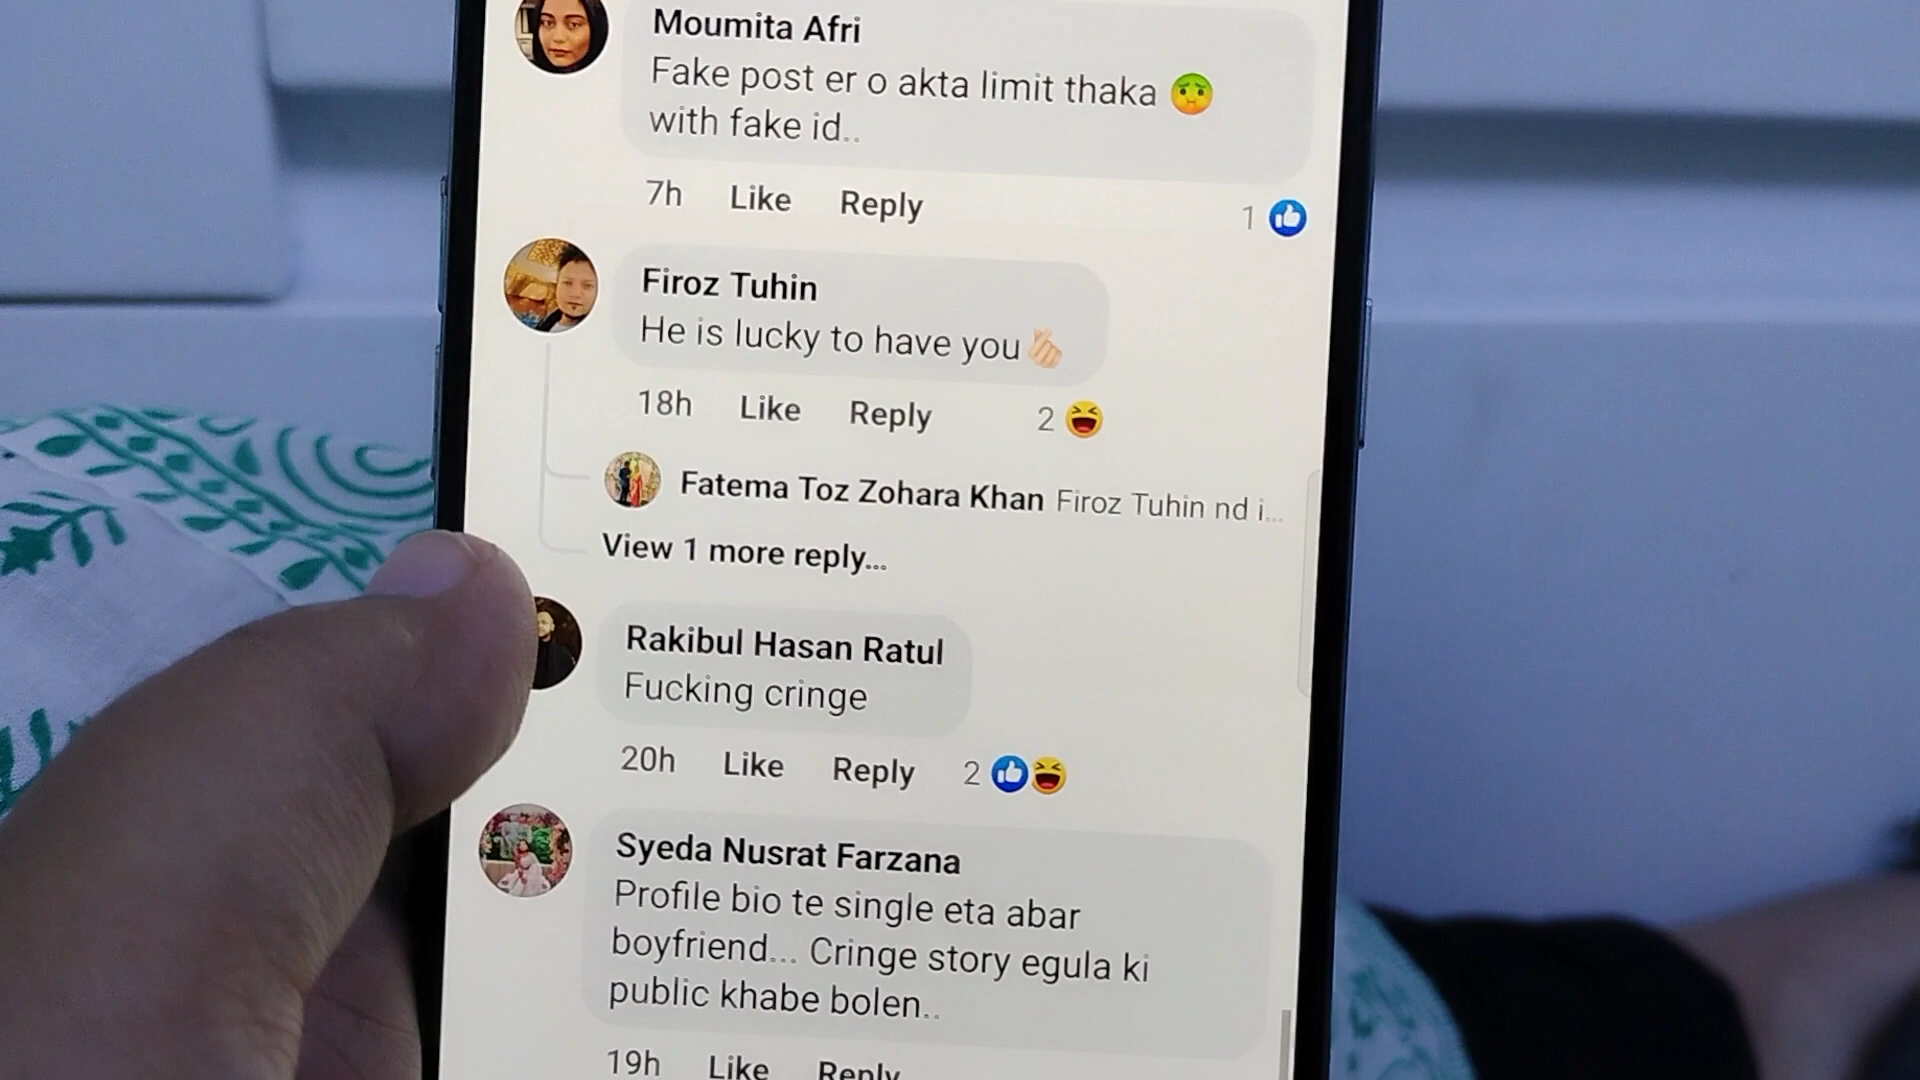 Moumita Afri
Fake post er o akta limit thaka 🤢
with fake id..
7h Like Reply 1
Firoz Tuhin
He is lucky to have you🫰🏻
18h Like Reply 2
Fatema Toz Zohara Khan Firoz Tuhin nd i...
View 1 more reply...
Rakibul Hasan Ratul
Fucking cringe
20h Like Reply 2
Syeda Nusrat Farzana
Profile bio te single eta abar
boyfriend... Cringe story egula ki
public khabe bolen..
19h Like Reply